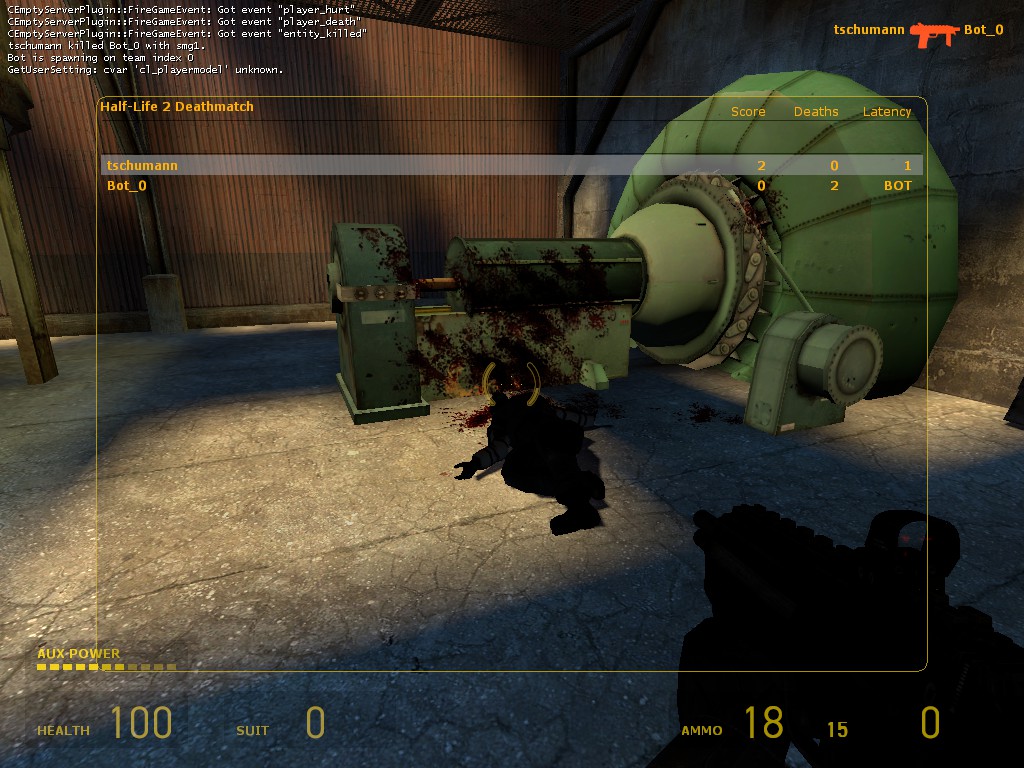 CEmptyServerPlugin::FireGameEvent: Got event "player_hurt"
CEmptyServerPlugin::FireGameEvent: Got event "player_death"
CEmptyServerPlugin::FireGameEvent: Got event "entity_killed"
tschumann killed Bot_0 with smg1.
Bot is spawning on team index 0
GetUserSetting: cvar 'cl_playermodel' unknown.
tschumann Bot_0
Half-Life 2 Deathmatch
Score Deaths Latency
tschumann 2 0 1
Bot_0 0 2 BOT
AUX-POWER
HEALTH 100 SUIT 0 AMMO 18 15 0